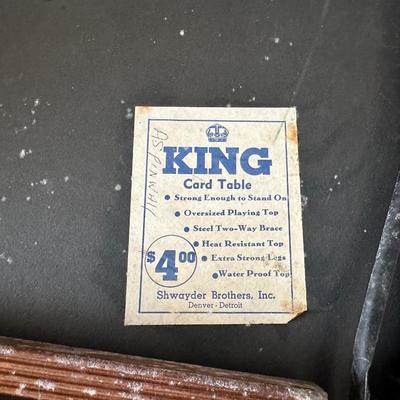 KING
Card Table
• Strong Enough to Stand On
• Oversized Playing Top
• Steel Two-Way Brace
• Heat Resistant Top
• Extra Strong Legs
• Water Proof Top
$4.00
Shwayder Brothers, Inc.
Denver - Detroit
ASPINWAY